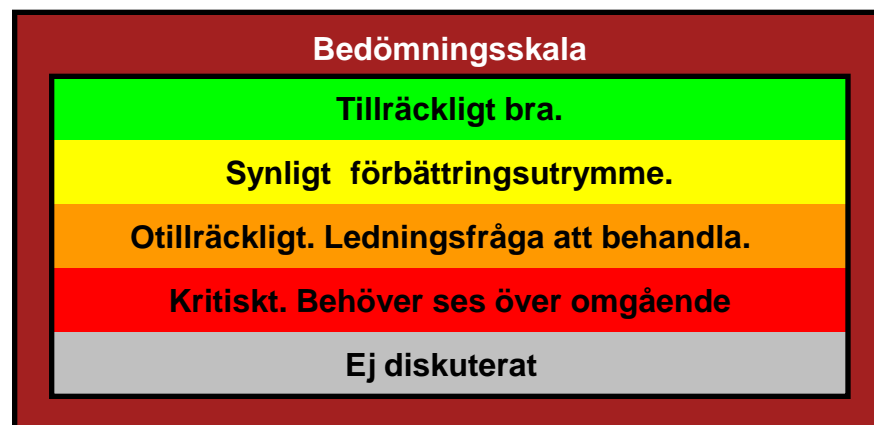 Bedömningsskala
Tillräckligt bra.
Synligt  förbättringsutrymme.
Otillräckligt. Ledningsfråga att behandla.
Kritiskt. Behöver ses över omgående
Ej diskuterat